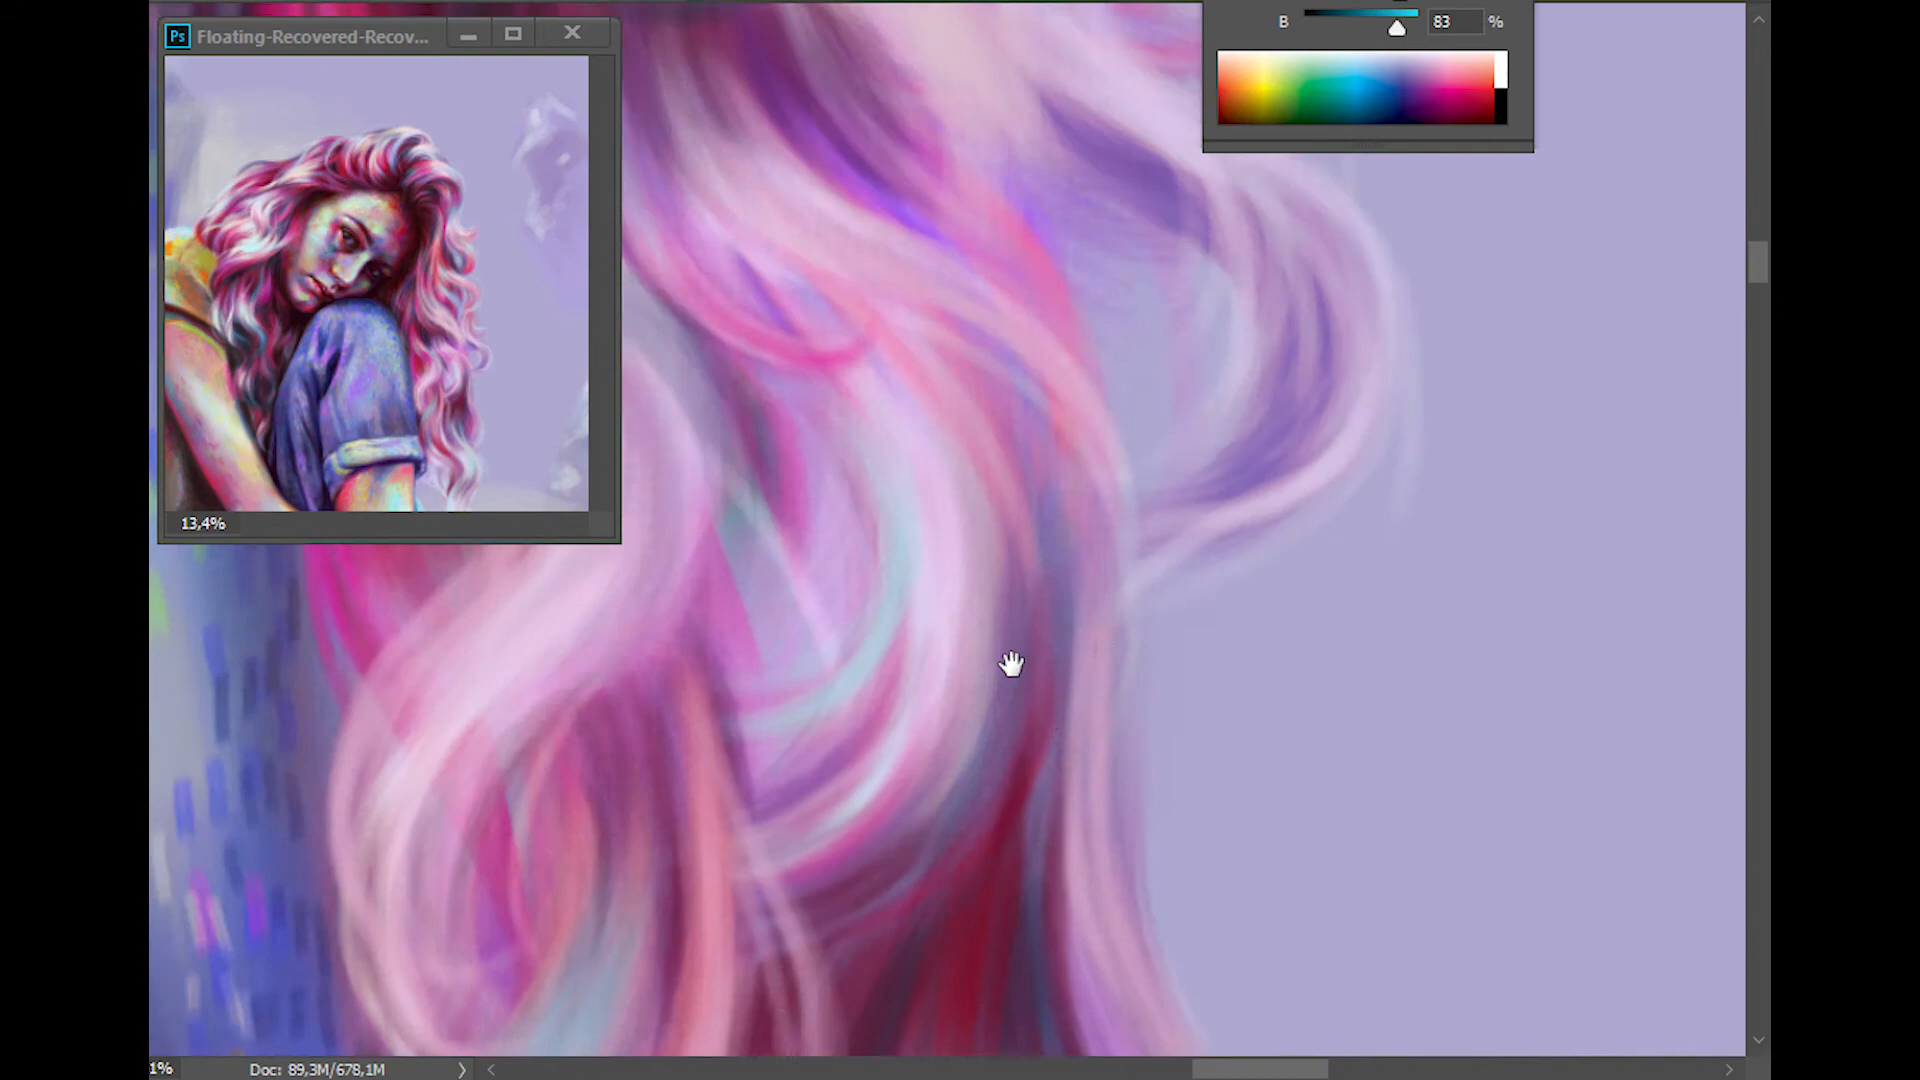 Ps Floating-Recovered-Recov...
B 83 %
13,4%
1% Doc: 89,3M/678,1M